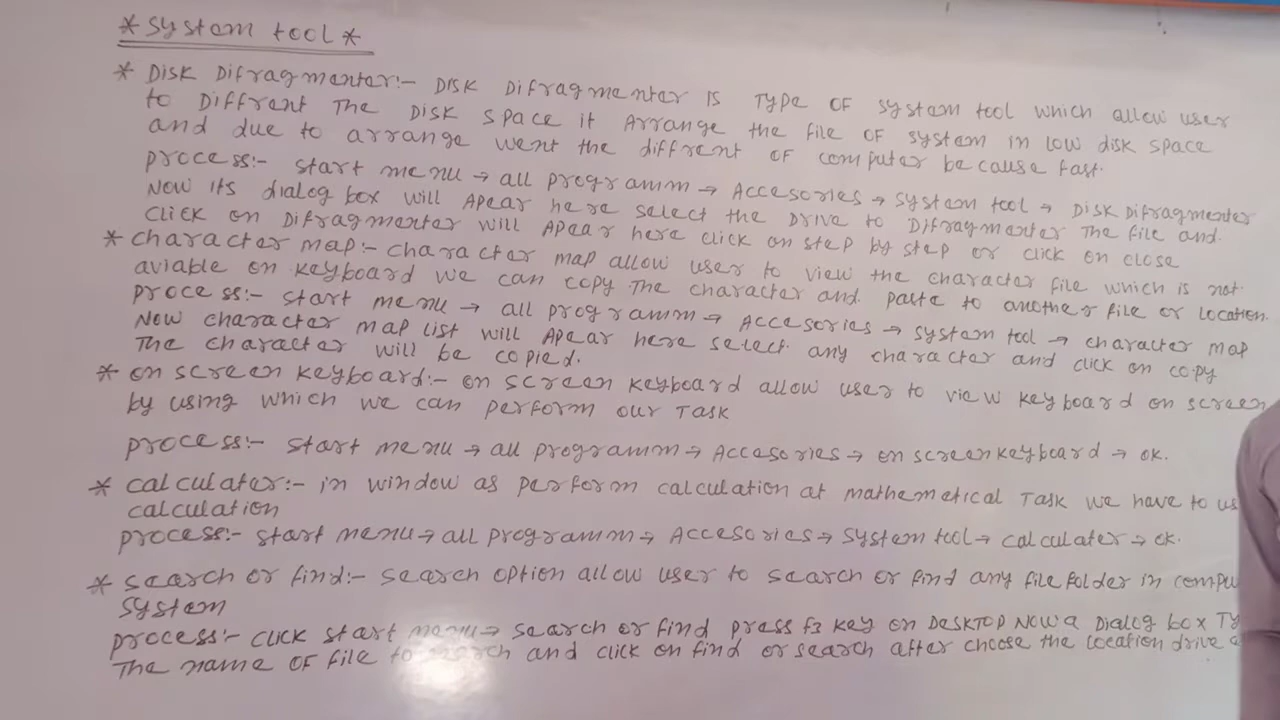 *System tool*
* DISK Difragmenter:- DISK Difragmenter is TYPE OF system tool which allow user
to Diffrent The Disk space it Arrange the file OF system in low disk space
and due to arrange went the diffrent of computer because fast.
process:- start menu → all programm → Accesories → system tool → Disk Difragmenter
Now its dialog box will Apear here select the Drive to Difragmenter The file and.
click on Difragmenter will Apear here click on step by step or click on close
* character map:- character map allow user to view the character file which is not.
aviable on keyboard we can copy The character and. paste to another file or location.
process:- start menu → all programm → Accesories → system tool → character map
Now character map list will Apear here select. any character and click on copy
The character will be copied.
* on screen keyboard:- on screen keyboard allow user to view keyboard on screen
by using which we can perform our Task
process:- start menu → all programm → Accesories → on screen keyboard → ok.
* calculater:- in window as perform calculation at mathemetical Task we have to us
calculation
process:- start menu → all programm → Accesories → system tool → calculater → ok.
* search or find:- search option allow user to search or find any file folder in compu
system
process:- click start menu → search or find press f3 key on DeskTOP Now a Dialog box Ty
The name OF file to search and click on find or search after choose the location drive